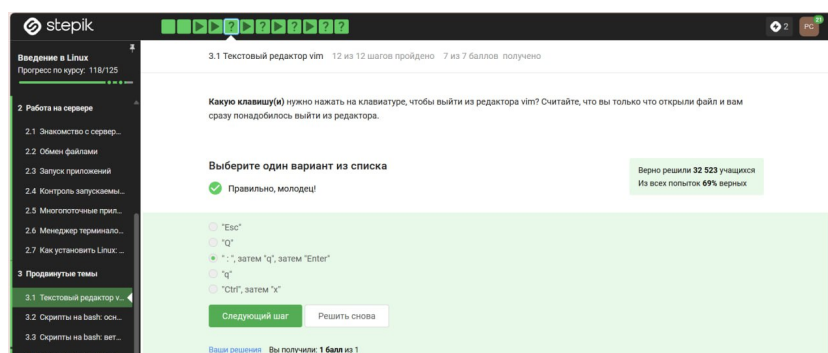 stepik
2
PC
21
Введение в Linux
Прогресс по курсу: 118/125
2 Работа на сервере
2.1 Знакомство с сервер...
2.2 Обмен файлами
2.3 Запуск приложений
2.4 Контроль запускаемы...
2.5 Многопоточные прил...
2.6 Менеджер терминало...
2.7 Как установить Linux: ...
3 Продвинутые темы
3.1 Текстовый редактор v...
3.2 Скрипты на bash: осн...
3.3 Скрипты на bash: вет...
3.1 Текстовый редактор vim 12 из 12 шагов пройдено 7 из 7 баллов получено
Какую клавишу(и) нужно нажать на клавиатуре, чтобы выйти из редактора vim? Считайте, что вы только что открыли файл и вам
сразу понадобилось выйти из редактора.
Выберите один вариант из списка
Правильно, молодец!
Верно решили 32 523 учащихся
Из всех попыток 69% верных
"Esc"
"Q"
":", затем "q", затем "Enter"
"q"
"Ctrl", затем "x"
Следующий шаг Решить снова
Ваши решения Вы получили: 1 балл из 1